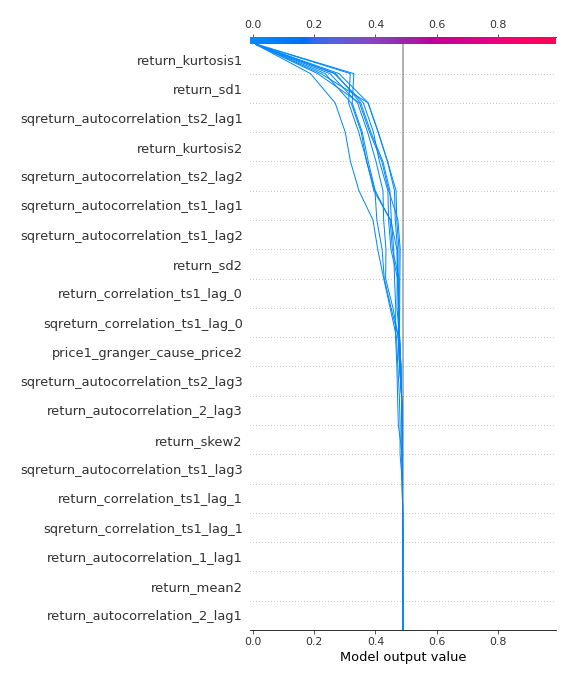 0.0 0.2 0.4 0.6 0.8
return_kurtosis1
return_sd1
sqreturn_autocorrelation_ts2_lag1
return_kurtosis2
sqreturn_autocorrelation_ts2_lag2
sqreturn_autocorrelation_ts1_lag1
sqreturn_autocorrelation_ts1_lag2
return_sd2
return_correlation_ts1_lag_0
sqreturn_correlation_ts1_lag_0
price1_granger_cause_price2
sqreturn_autocorrelation_ts2_lag3
return_autocorrelation_2_lag3
return_skew2
sqreturn_autocorrelation_ts1_lag3
return_correlation_ts1_lag_1
sqreturn_correlation_ts1_lag_1
return_autocorrelation_1_lag1
return_mean2
return_autocorrelation_2_lag1
0.0 0.2 0.4 0.6 0.8
Model output value